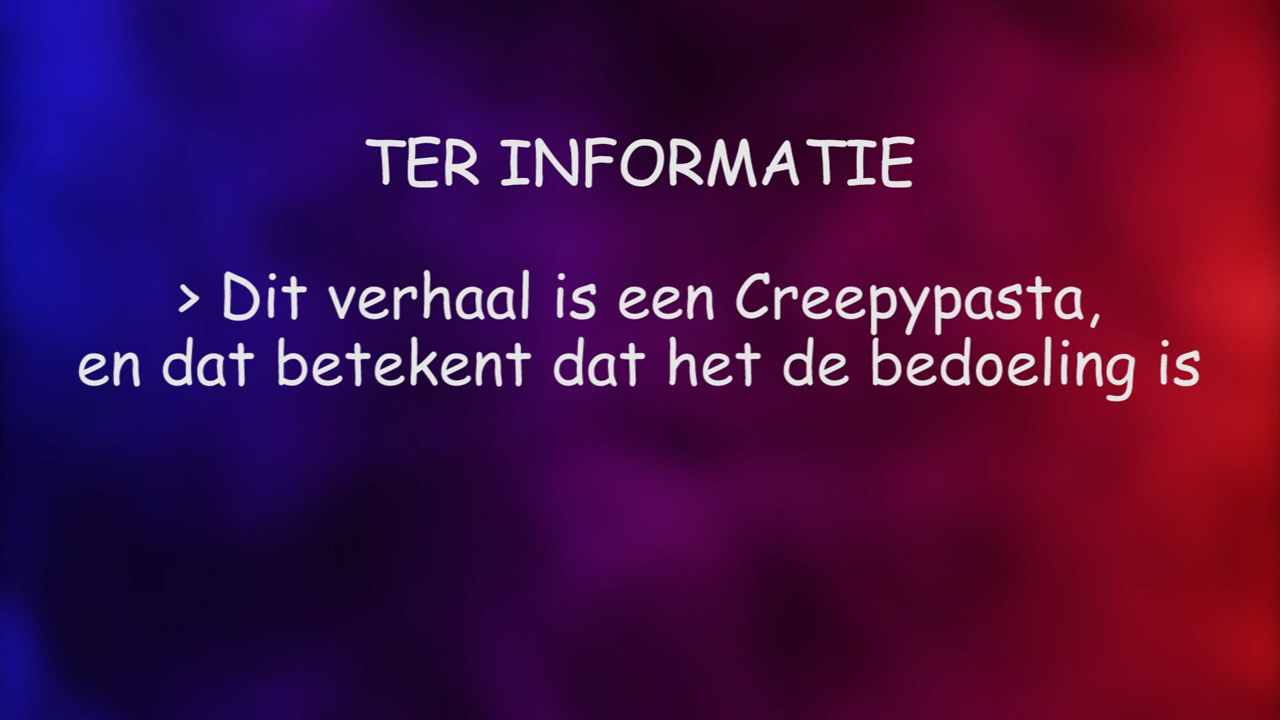 TER INFORMATIE
> Dit verhaal is een Creepypasta,
en dat betekent dat het de bedoeling is